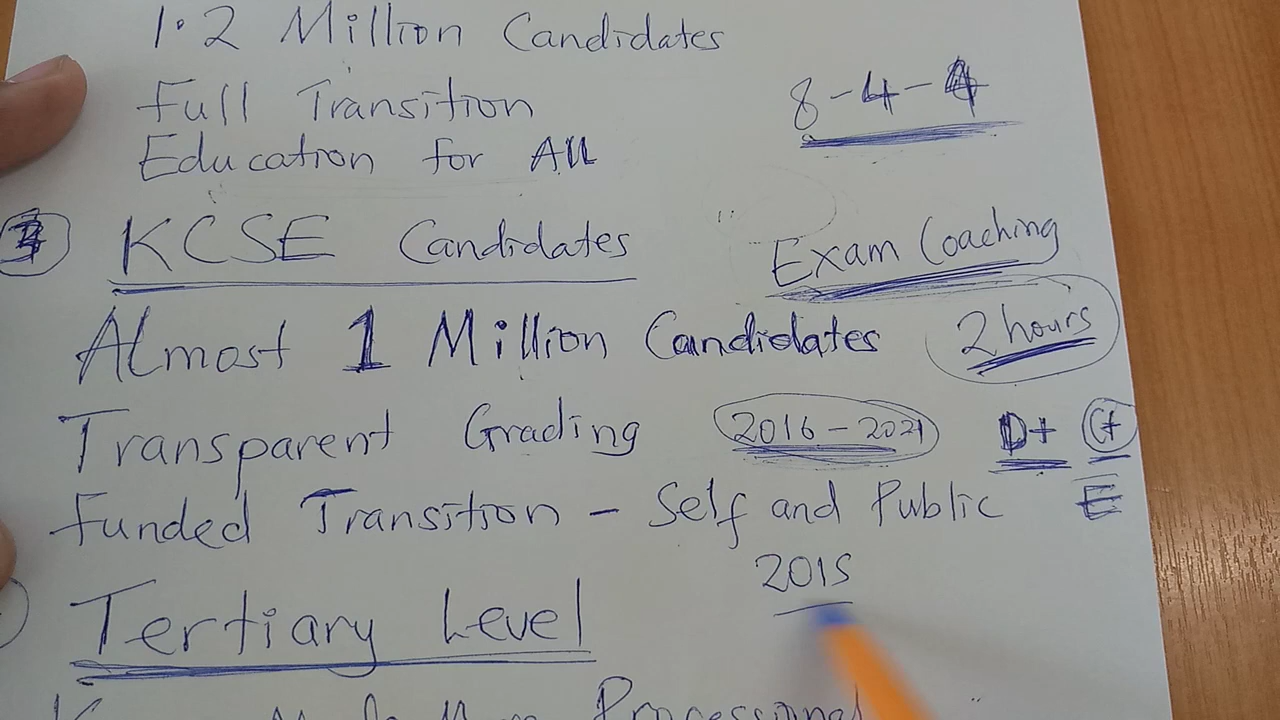 1.2 Million Candidates
Full Transition
8-4-4
Education for All
3 KCSE Candidates
Exam Coaching
Almost 1 Million Candidates 2 hours
Transparent Grading 2016-2021 D+ C+
Funded Transition - Self and Public E
2015
Tertiary Level
Processional